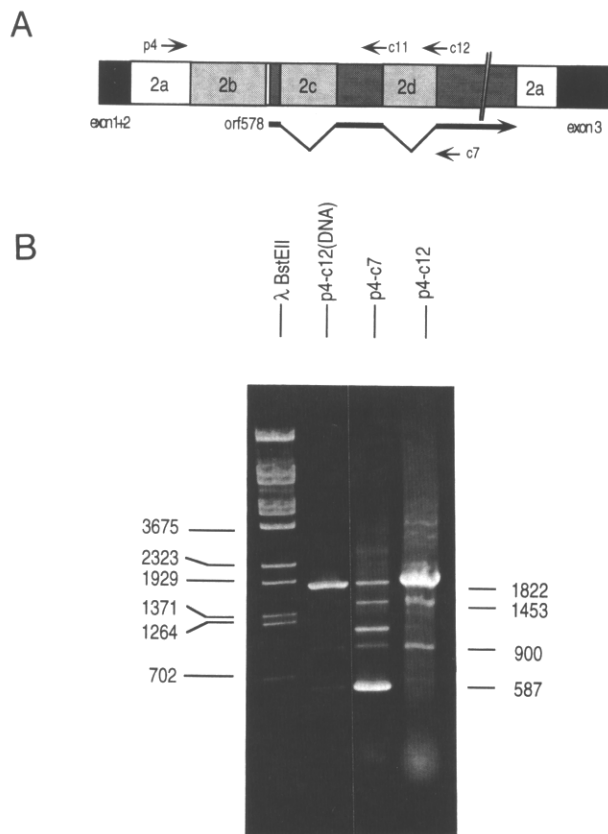 A
p4
c11
c12
2a
2b
2c
2d
2a
exon1+2
orf578
c7
exon3
B
λ BstEII
p4-c12(DNA)
p4-c7
p4-c12
3675
2323
1929
1371
1264
702
1822
1453
900
587